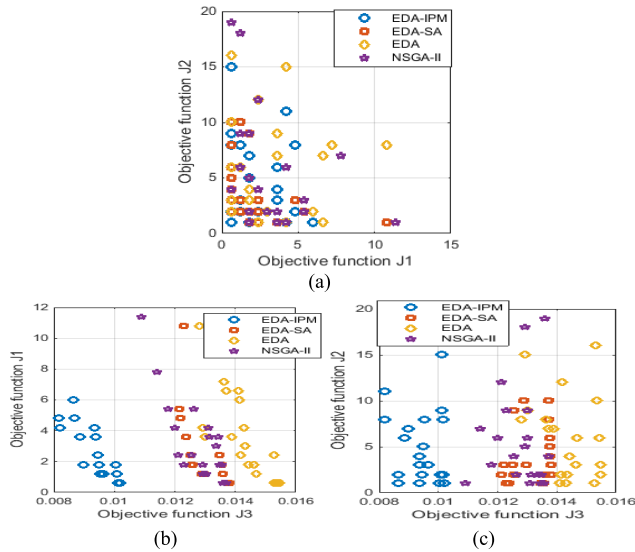 20
15
10
5
0
Objective function J2
EDA-IPM
EDA-SA
EDA
NSGA-II
0 5 10 15
Objective function J1
(a)
12
10
8
6
4
2
0
Objective function J1
EDA-IPM
EDA-SA
EDA
NSGA-II
0.008 0.01 0.012 0.014 0.016
Objective function J3
(b)
20
15
10
5
0
Objective function J2
EDA-IPM
EDA-SA
EDA
NSGA-II
0.008 0.01 0.012 0.014 0.016
Objective function J3
(c)